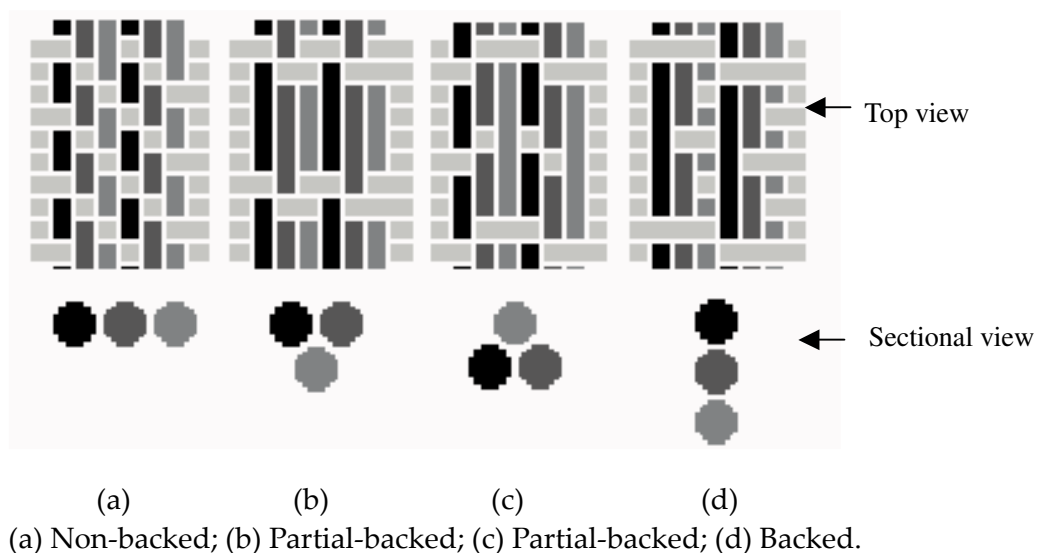 Top view
Sectional view
(a) (b) (c) (d)
(a) Non-backed; (b) Partial-backed; (c) Partial-backed; (d) Backed.